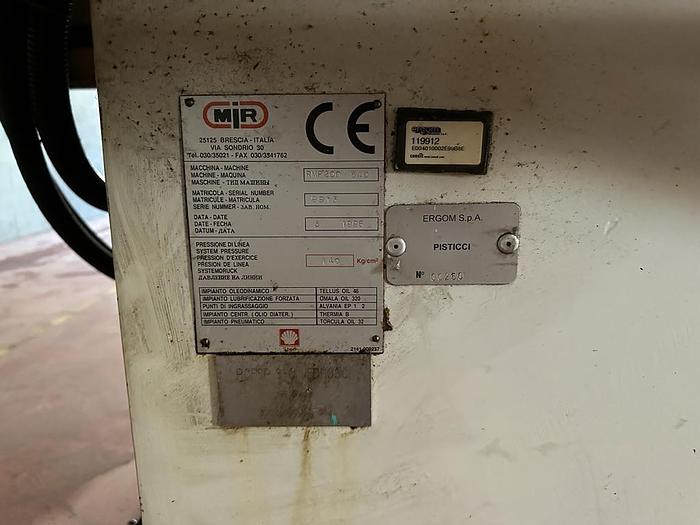 MIR
CE
25125 BRESCIA - ITALIA
VIA SONDRIO 30
Tel. 030/35021 - FAX 030/3541762
MACCHINA - MACHINE
MACHINE - MAQUINA
MASCHINE - ТИП МАШИНЫ
MATRICOLA - SERIAL NUMBER
MATRICULE - MATRICULA
SERIE NUMMER - ЗАВ. НОМ.
DATA - DATE
DATE - FECHA
DATUM - ДАТА
PRESSIONE DI LINEA
SYSTEM PRESSURE
PRESSION D'EXERCICE
PRESION DE LINEA
SYSTEMDRUCK
ДАВЛЕНИЕ НА ЛИНИИ
140 Kg/cm²
IMPIANTO OLEODINAMICO TELLUS OIL 46
IMPIANTO LUBRIFICAZIONE FORZATA OMALA OIL 320
PUNTI DI INGRASSAGGIO ALVANIA EP 1 2
IMPIANTO CENTR. (OLIO DIATER.) THERMIA B
IMPIANTO PNEUMATICO TORCULA OIL 32
119912
ERGOM S.p.A.
PISTICCI
N°